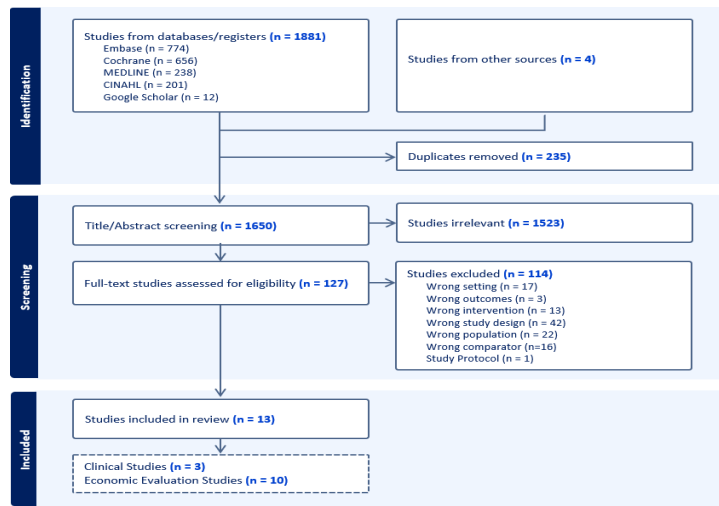 Identification
Studies from databases/registers (n = 1881)
Embase (n = 774)
Cochrane (n = 656)
MEDLINE (n = 238)
CINAHL (n = 201)
Google Scholar (n = 12)
Studies from other sources (n = 4)
Duplicates removed (n = 235)
Screening
Title/Abstract screening (n = 1650)
Studies irrelevant (n = 1523)
Full-text studies assessed for eligibility (n = 127)
Studies excluded (n = 114)
Wrong setting (n = 17)
Wrong outcomes (n = 3)
Wrong intervention (n = 13)
Wrong study design (n = 42)
Wrong population (n = 22)
Wrong comparator (n=16)
Study Protocol (n = 1)
Included
Studies included in review (n = 13)
Clinical Studies (n = 3)
Economic Evaluation Studies (n = 10)